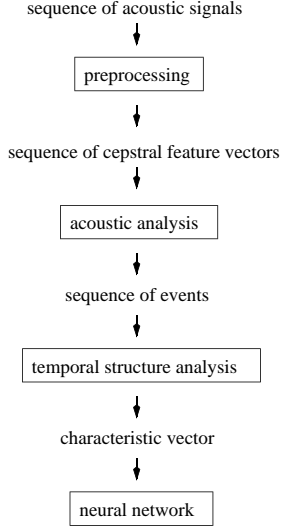 sequence of acoustic signals
preprocessing
sequence of cepstral feature vectors
acoustic analysis
sequence of events
temporal structure analysis
characteristic vector
neural network